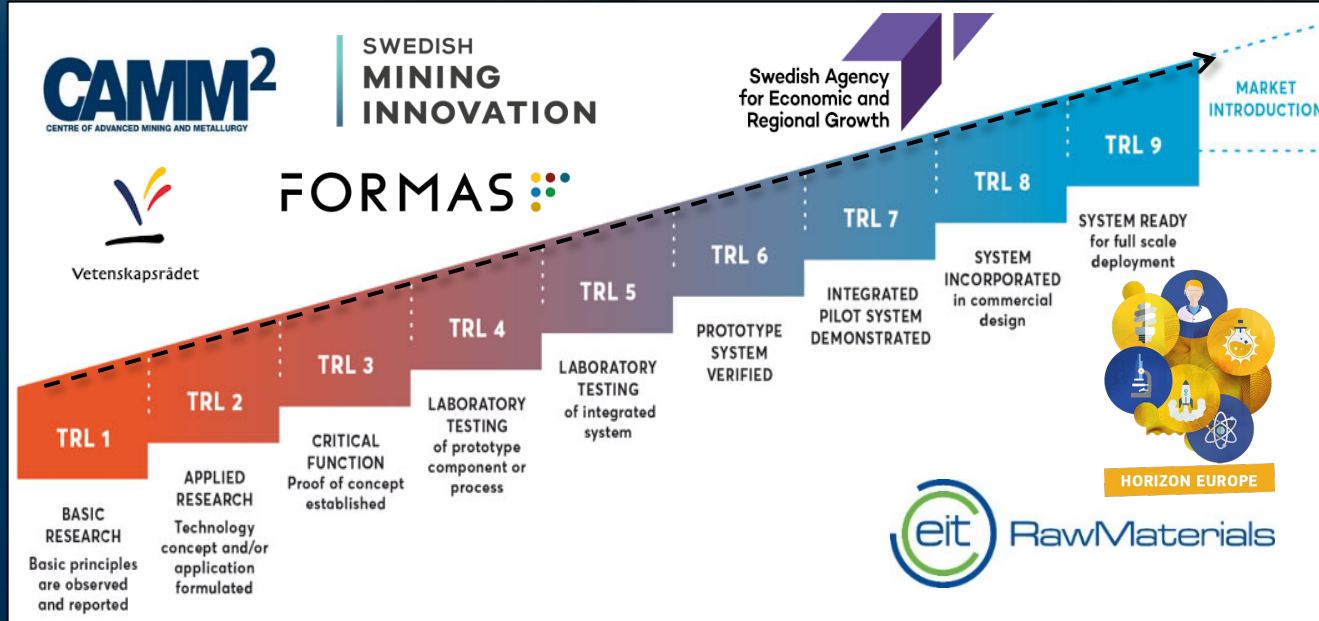 CAMM²
CENTRE OF ADVANCED MINING AND METALLURGY
SWEDISH
MINING
INNOVATION
Swedish Agency
for Economic and
Regional Growth
Vetenskapsrådet
FORMAS
MARKET
INTRODUCTION
TRL 1
BASIC
RESEARCH
Basic principles
are observed
and reported
TRL 2
APPLIED
RESEARCH
Technology
concept and/or
application
formulated
TRL 3
CRITICAL
FUNCTION
Proof of concept
established
TRL 4
LABORATORY
TESTING
of prototype
component or
process
TRL 5
LABORATORY
TESTING
of integrated
system
TRL 6
PROTOTYPE
SYSTEM
VERIFIED
TRL 7
INTEGRATED
PILOT SYSTEM
DEMONSTRATED
TRL 8
SYSTEM
INCORPORATED
in commercial
design
TRL 9
SYSTEM READY
for full scale
deployment
HORIZON EUROPE
eit RawMaterials